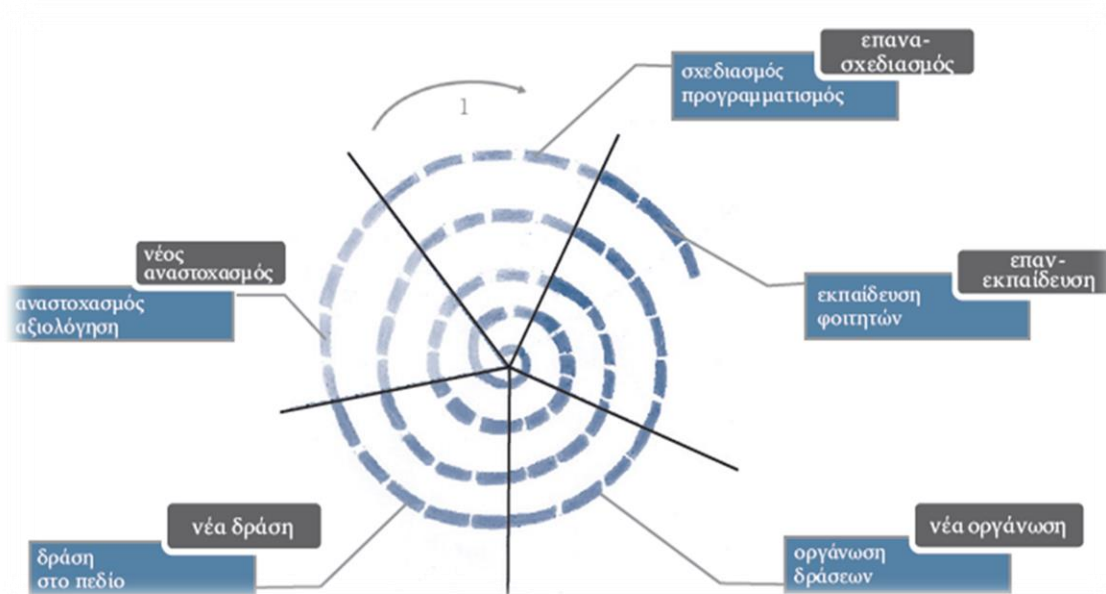 επανα-
σχεδιασμός
σχεδιασμός
προγραμματισμός
1
επαν-
εκπαίδευση
εκπαίδευση
φοιτητών
νέα οργάνωση
οργάνωση
δράσεων
νέα δράση
δράση
στο πεδίο
νέος
αναστοχασμός
αναστοχασμός
αξιολόγηση